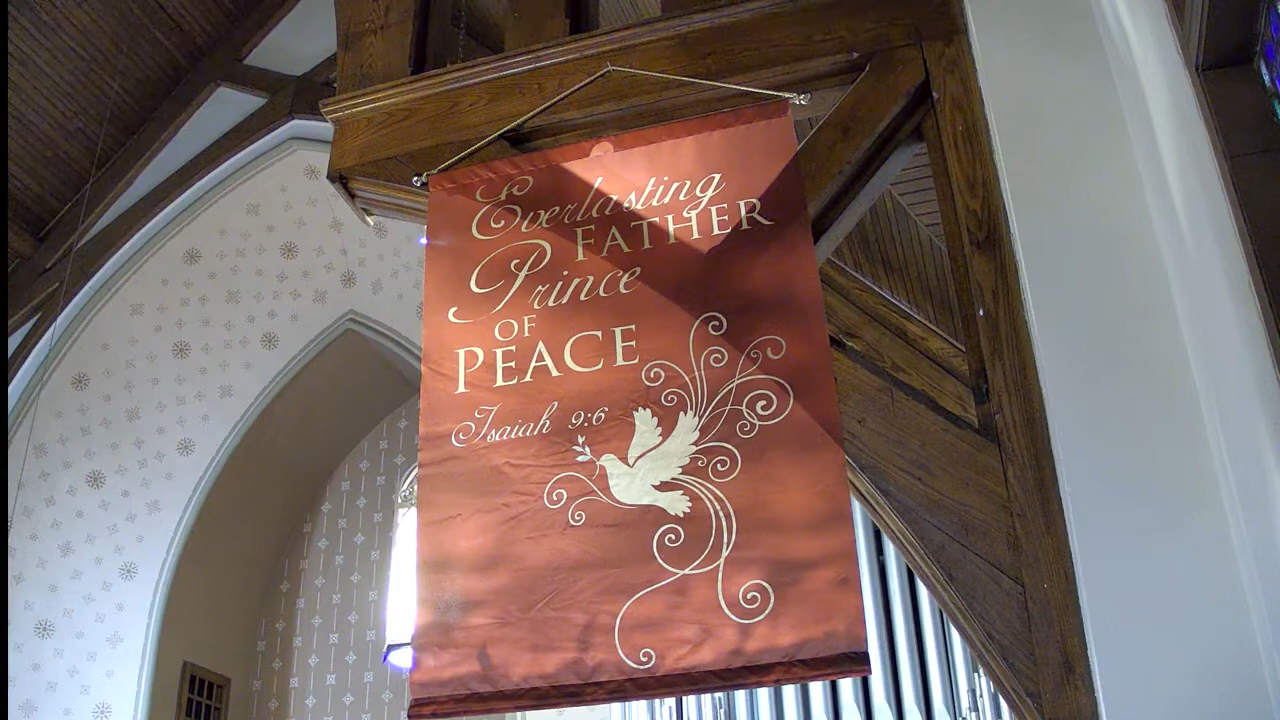 Everlasting
FATHER
Prince
OF
PEACE
Isaiah 9:6